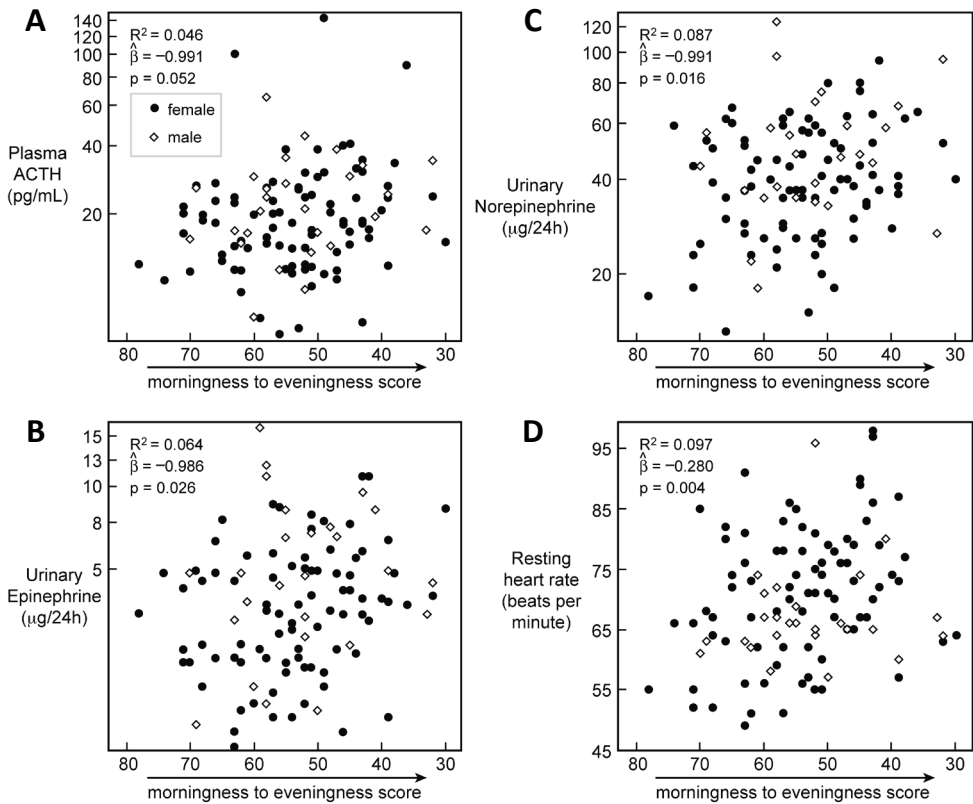 A
R² = 0.046
β̂ = −0.991
p = 0.052
female
male
Plasma
ACTH
(pg/mL)
140
120
100
80
60
40
20
80 70 60 50 40 30
morningness to eveningness score
C
R² = 0.087
β̂ = −0.991
p = 0.016
Urinary
Norepinephrine
(µg/24h)
120
100
80
60
40
20
80 70 60 50 40 30
morningness to eveningness score
B
R² = 0.064
β̂ = −0.986
p = 0.026
Urinary
Epinephrine
(µg/24h)
15
13
10
8
5
80 70 60 50 40 30
morningness to eveningness score
D
R² = 0.097
β̂ = −0.280
p = 0.004
Resting
heart rate
(beats per
minute)
95
85
75
65
55
45
80 70 60 50 40 30
morningness to eveningness score